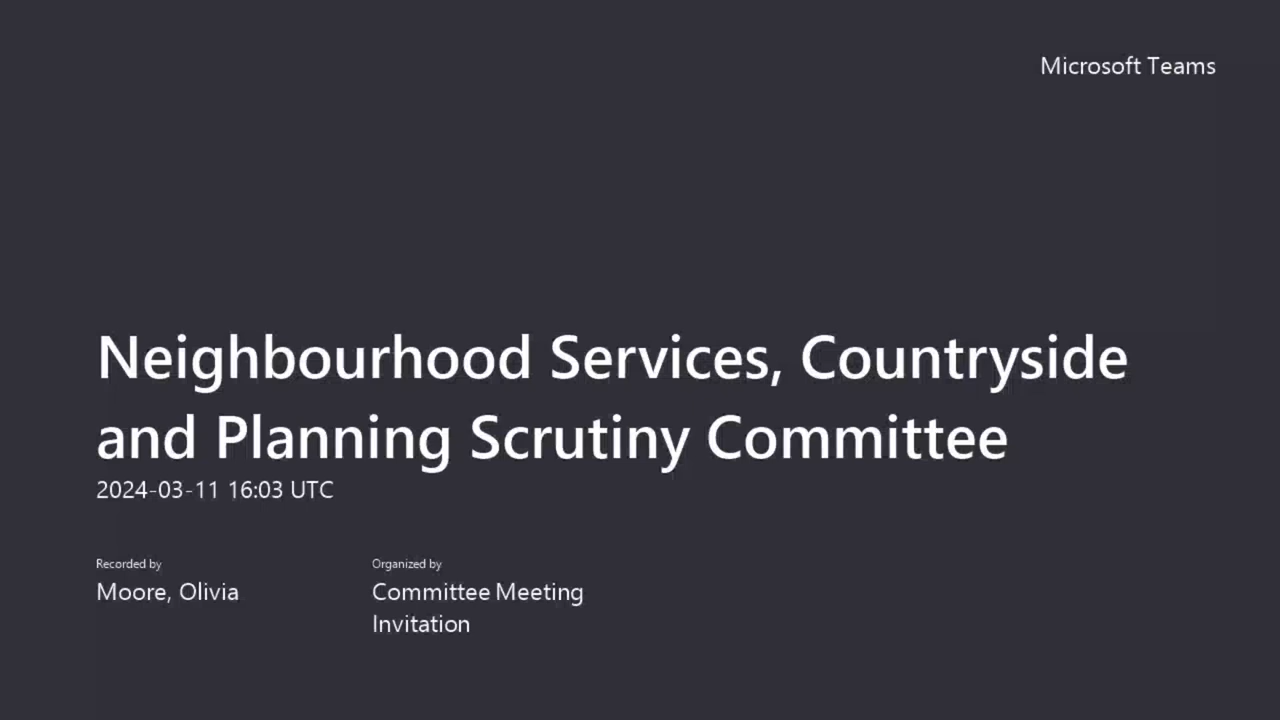 Microsoft Teams
Neighbourhood Services, Countryside
and Planning Scrutiny Committee
2024-03-11 16:03 UTC
Recorded by
Moore, Olivia
Organized by
Committee Meeting
Invitation